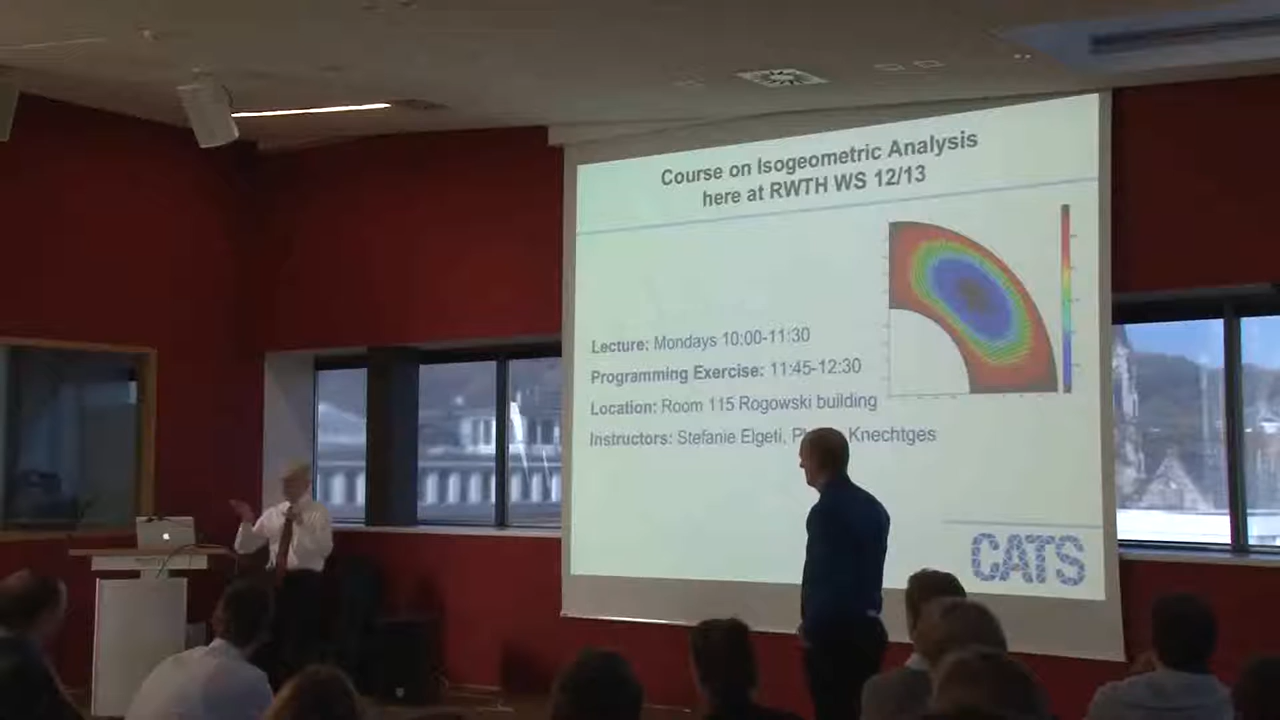 Course on Isogeometric Analysis
here at RWTH WS 12/13
Lecture: Mondays 10:00-11:30
Programming Exercise: 11:45-12:30
Location: Room 115 Rogowski building
Instructors: Stefanie Elgeti, Knechtges
CATS